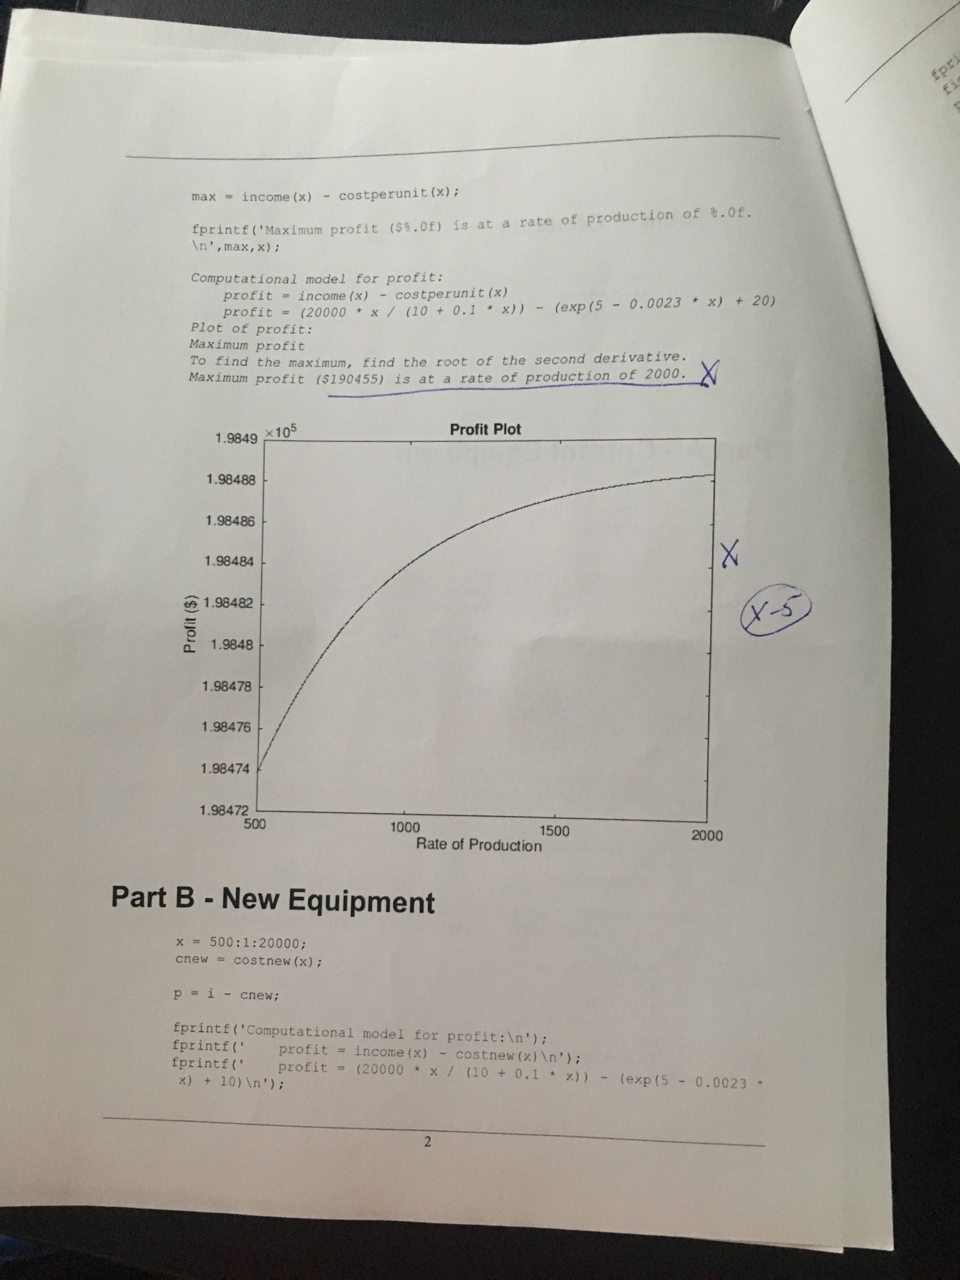 max = income(x) - costperunit(x);
fprintf('Maximum profit ($%.0f) is at a rate of production of %.0f.
\n',max,x);
Computational model for profit:
profit = income(x) - costperunit(x)
profit = (20000 * x / (10 + 0.1 * x)) - (exp(5 - 0.0023 * x) + 20)
Plot of profit:
Maximum profit
To find the maximum, find the root of the second derivative.
Maximum profit ($190455) is at a rate of production of 2000. X
×10⁵
Profit Plot
1.9849
1.98488
1.98486
1.98484
X
1.98482
X-5
1.9848
1.98478
1.98476
1.98474
1.98472
Profit ($)
500
1000
1500
2000
Rate of Production
Part B - New Equipment
x = 500:1:20000;
cnew = costnew(x);
p = i - cnew;
fprintf('Computational model for profit:\n');
fprintf('    profit = income(x) - costnew(x)\n');
fprintf('    profit = (20000 * x / (10 + 0.1 * x)) - (exp(5 - 0.0023 *
x) + 10)\n');
2